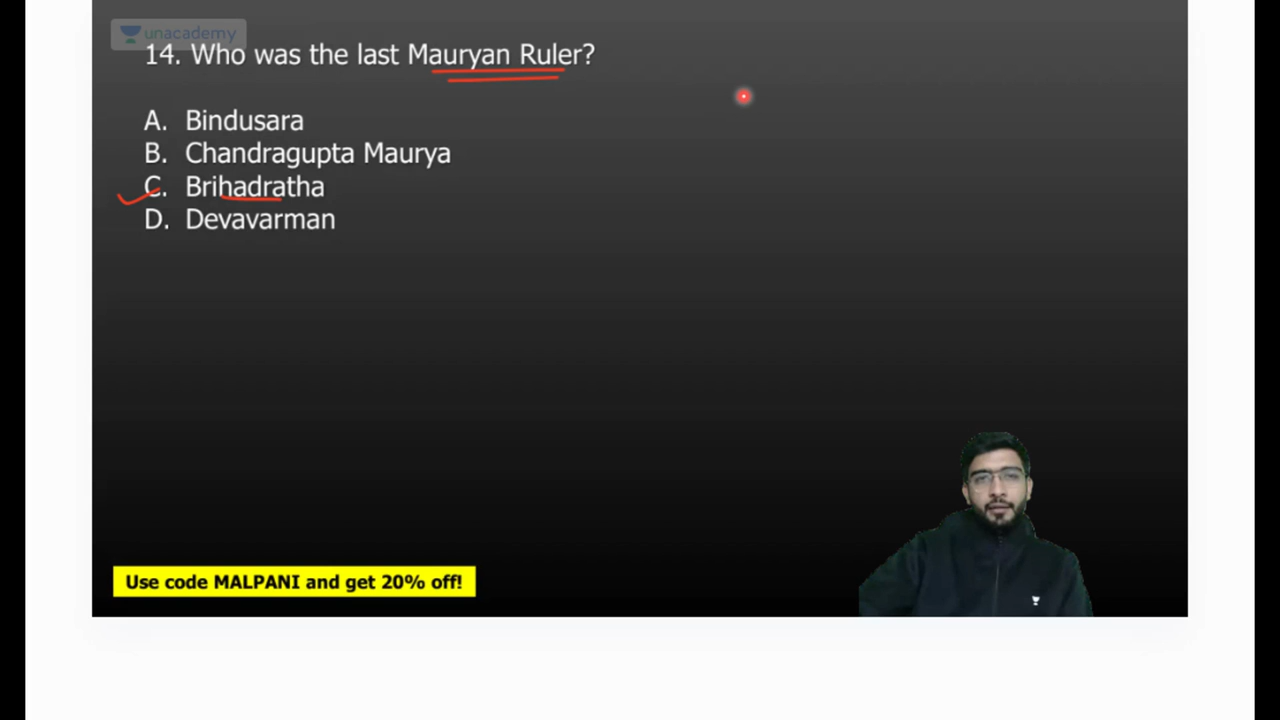 unacademy
14. Who was the last Mauryan Ruler?
A. Bindusara
B. Chandragupta Maurya
C. Brihadratha
D. Devavarman
Use code MALPANI and get 20% off!